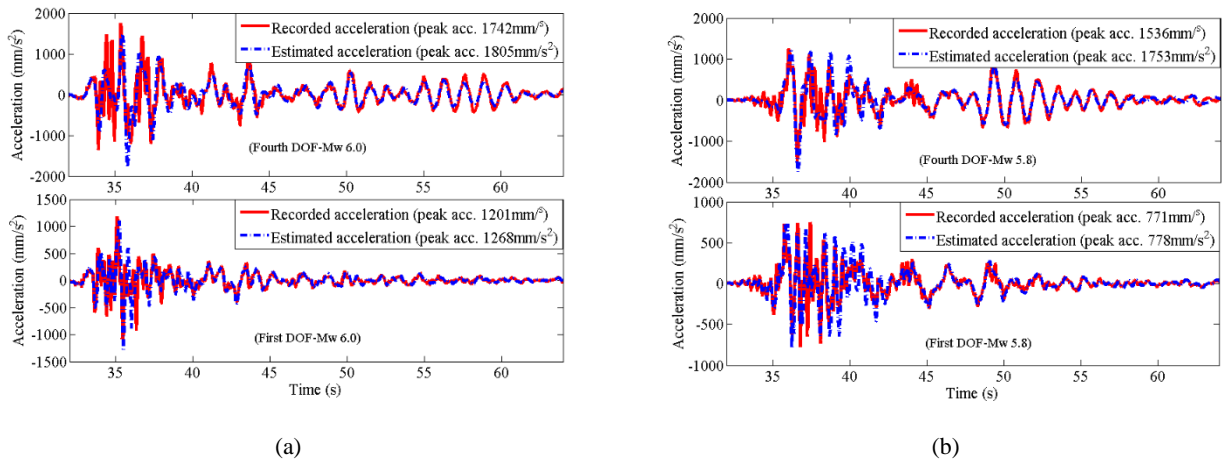 Acceleration (mm/s²)
2000
1000
0
-1000
-2000
Recorded acceleration (peak acc. 1742mm/s)
Estimated acceleration (peak acc. 1805mm/s²)
(Fourth DOF-Mw 6.0)
35 40 45 50 55 60
Acceleration (mm/s²)
1500
1000
500
0
-500
-1000
-1500
Recorded acceleration (peak acc. 1201mm/s)
Estimated acceleration (peak acc. 1268mm/s²)
(First DOF-Mw 6.0)
35 40 45 50 55 60
Time (s)
(a)
Acceleration (mm/s²)
2000
1000
0
-1000
-2000
Recorded acceleration (peak acc. 1536mm/s)
Estimated acceleration (peak acc. 1753mm/s²)
(Fourth DOF-Mw 5.8)
35 40 45 50 55 60
Acceleration (mm/s²)
1000
500
0
-500
-1000
Recorded acceleration (peak acc. 771mm/s)
Estimated acceleration (peak acc. 778mm/s²)
(First DOF-Mw 5.8)
35 40 45 50 55 60
Time (s)
(b)